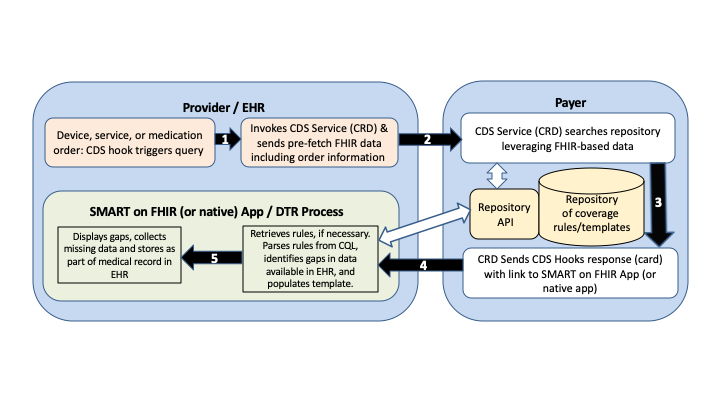 Provider / EHR
Device, service, or medication
order: CDS hook triggers query
1
Invokes CDS Service (CRD) &
sends pre-fetch FHIR data
including order information
2
Payer
CDS Service (CRD) searches repository
leveraging FHIR-based data
Repository
API
Repository
of coverage
rules/templates
3
CRD Sends CDS Hooks response (card)
with link to SMART on FHIR App (or
native app)
4
SMART on FHIR (or native) App / DTR Process
Retrieves rules, if necessary.
Parses rules from CQL,
identifies gaps in data
available in EHR, and
populates template.
5
Displays gaps, collects
missing data and stores as
part of medical record in
EHR